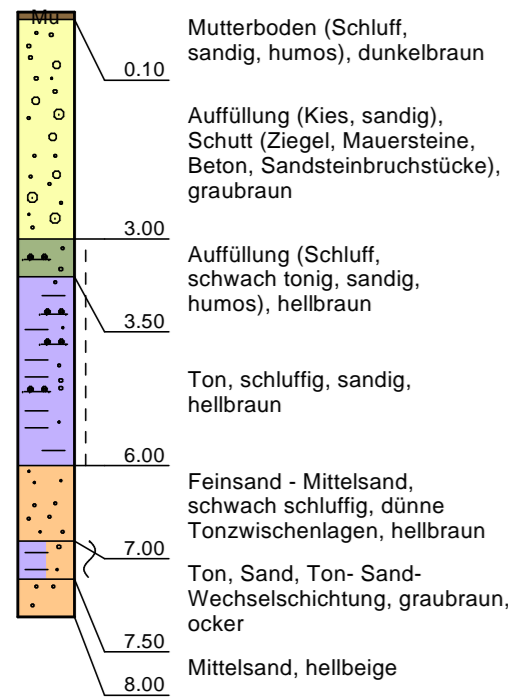 Mu
Mutterboden (Schluff,
sandig, humos), dunkelbraun
0.10
Auffüllung (Kies, sandig),
Schutt (Ziegel, Mauersteine,
Beton, Sandsteinbruchstücke),
graubraun
3.00
Auffüllung (Schluff,
schwach tonig, sandig,
humos), hellbraun
3.50
Ton, schluffig, sandig,
hellbraun
6.00
Feinsand - Mittelsand,
schwach schluffig, dünne
Tonzwischenlagen, hellbraun
7.00
Ton, Sand, Ton- Sand-
Wechselschichtung, graubraun,
ocker
7.50
Mittelsand, hellbeige
8.00